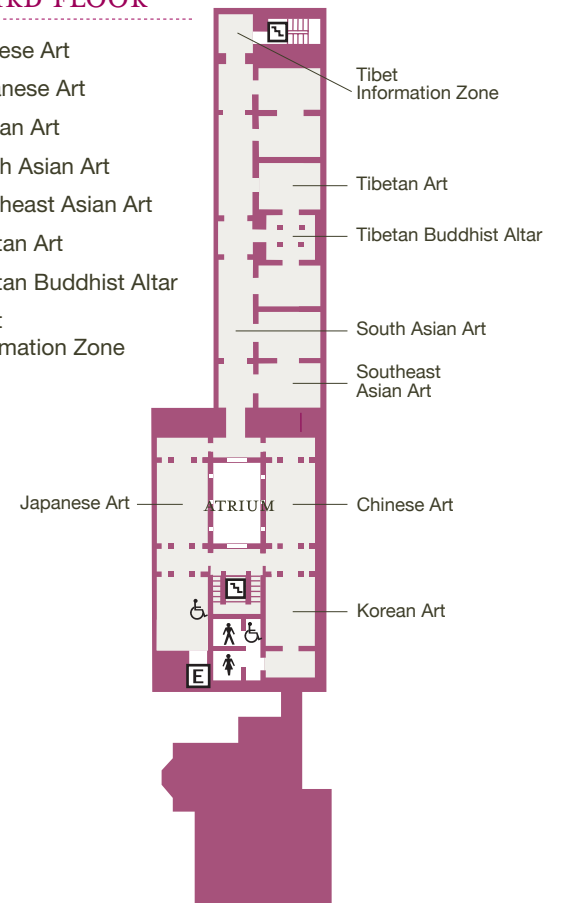 RD FLOOR
ese Art
anese Art
an Art
h Asian Art
heast Asian Art
tan Art
tan Buddhist Altar
t
mation Zone
Tibet
Information Zone
Tibetan Art
Tibetan Buddhist Altar
South Asian Art
Southeast
Asian Art
Japanese Art
ATRIUM
Chinese Art
Korean Art
E